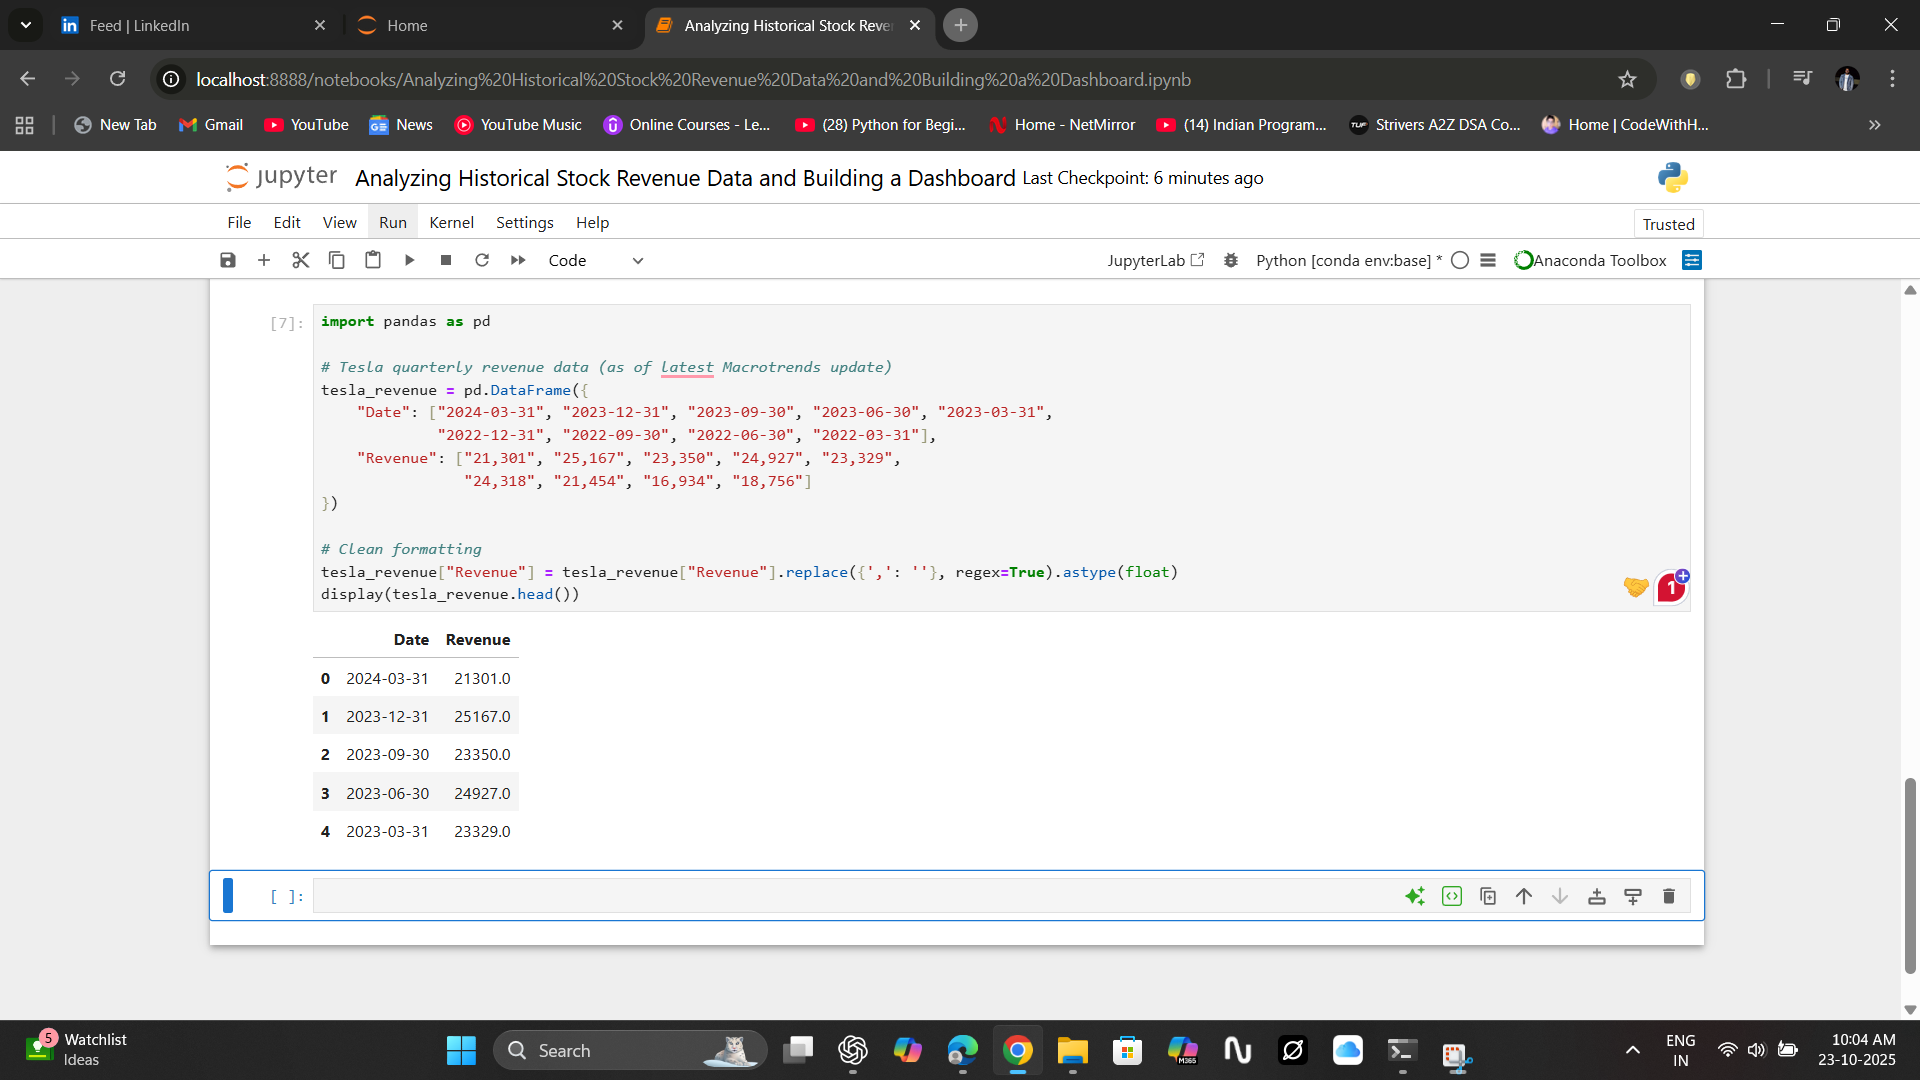 Feed | LinkedIn
Home
Analyzing Historical Stock Reve
localhost:8888/notebooks/Analyzing%20Historical%20Stock%20Revenue%20Data%20and%20Building%20a%20Dashboard.ipynb
New Tab
Gmail
YouTube
News
YouTube Music
Online Courses - Le...
(28) Python for Begi...
Home - NetMirror
(14) Indian Program...
Strivers A2Z DSA Co...
Home | CodeWithH...
jupyter Analyzing Historical Stock Revenue Data and Building a Dashboard Last Checkpoint: 6 minutes ago
File Edit View Run Kernel Settings Help
Trusted
Code
JupyterLab
Python [conda env:base] *
Anaconda Toolbox
[7]:
import pandas as pd
# Tesla quarterly revenue data (as of latest Macrotrends update)
tesla_revenue = pd.DataFrame({
"Date": ["2024-03-31", "2023-12-31", "2023-09-30", "2023-06-30", "2023-03-31",
"2022-12-31", "2022-09-30", "2022-06-30", "2022-03-31"],
"Revenue": ["21,301", "25,167", "23,350", "24,927", "23,329",
"24,318", "21,454", "16,934", "18,756"]
})
# Clean formatting
tesla_revenue["Revenue"] = tesla_revenue["Revenue"].replace({',': ''}, regex=True).astype(float)
display(tesla_revenue.head())
1
Date Revenue
0 2024-03-31 21301.0
1 2023-12-31 25167.0
2 2023-09-30 23350.0
3 2023-06-30 24927.0
4 2023-03-31 23329.0
[ ]:
5
Watchlist
Ideas
Search
M365
ENG
IN
10:04 AM
23-10-2025